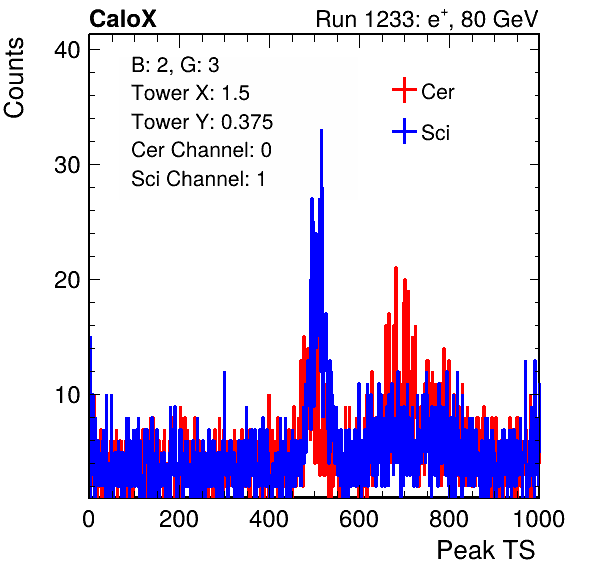 CaloX Run 1233: e⁺, 80 GeV
Counts
B: 2, G: 3
Tower X: 1.5
Tower Y: 0.375
Cer Channel: 0
Sci Channel: 1
Cer
Sci
40
30
20
10
0 200 400 600 800 1000
Peak TS